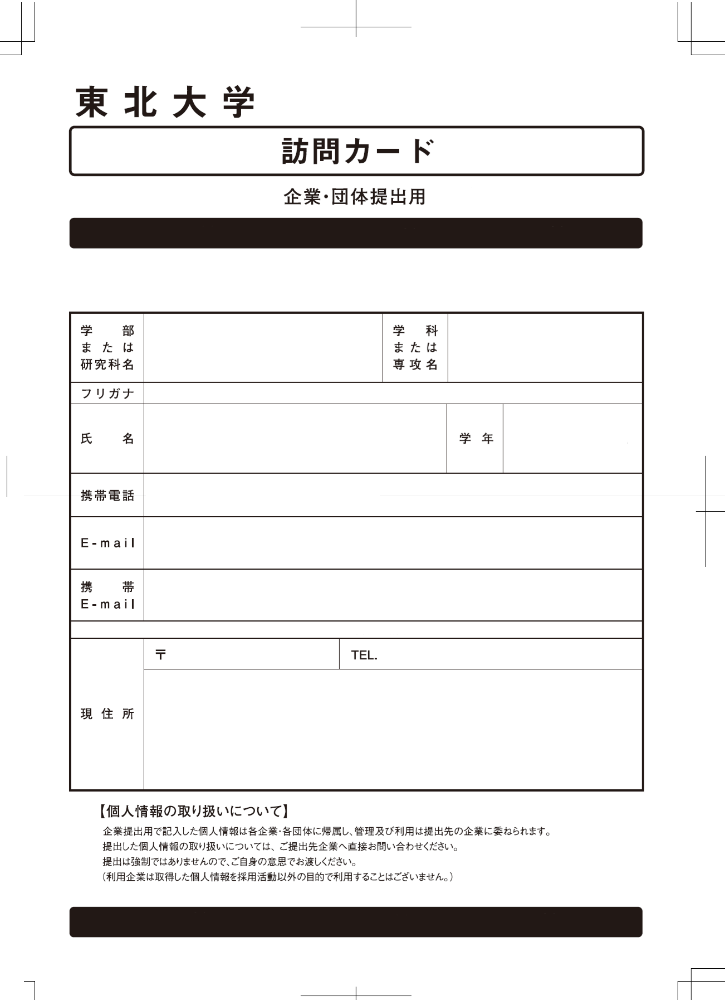 東北大学
訪問カード
企業・団体提出用
学部
または
研究科名
学科
または
専攻名
フリガナ
氏名
学年
携帯電話
E-mail
携帯
E-mail
現住所
〒
TEL.
【個人情報の取り扱いについて】
企業提出用で記入した個人情報は各企業・各団体に帰属し、管理及び利用は提出先の企業に委ねられます。
提出した個人情報の取り扱いについては、ご提出先企業へ直接お問い合わせください。
提出は強制ではありませんので、ご自身の意思でお渡しください。
（利用企業は取得した個人情報を採用活動以外の目的で利用することはございません。）